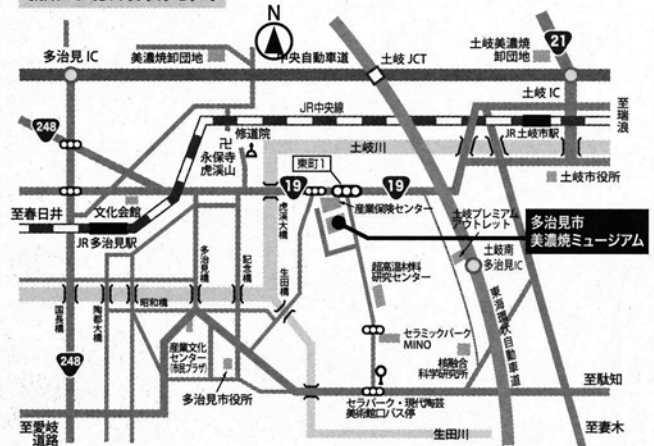 N
多治見 IC
美濃焼卸団地
中央自動車道
土岐 JCT
土岐美濃焼
卸団地
21
土岐 IC
至瑞浪
248
JR中央線
JR土岐市駅
修道院
卍
永保寺
虎渓山
土岐川
東町1
19
19
土岐市役所
至春日井
文化会館
虎渓大橋
産業保険センター
土岐プレミアム
アウトレット
多治見市
美濃焼ミュージアム
JR多治見駅
多治見橋
記念橋
生田橋
超高温材料
研究センター
土岐南
多治見IC
国長橋
陶都大橋
昭和橋
東海環状自動車道
セラミックパーク
MINO
248
産業文化
センター
(市民プラザ)
核融合
科学研究所
多治見市役所
至駄知
セラパーク・現代陶芸
美術館口バス停
至愛岐
道路
生田川
至妻木